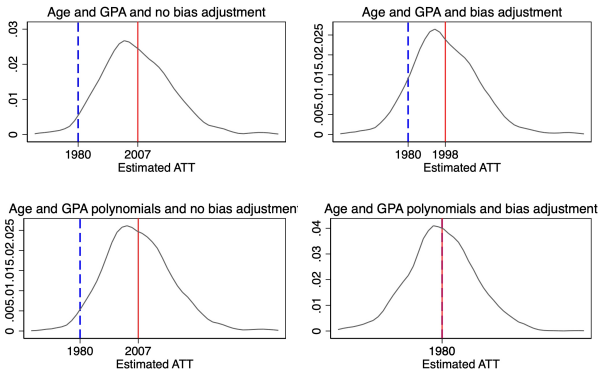 Age and GPA and no bias adjustment
0 .01 .02 .03
1980 2007
Estimated ATT
Age and GPA and bias adjustment
0 .005 .01 .015 .02 .025
1980 1998
Estimated ATT
Age and GPA polynomials and no bias adjustment
0 .005 .01 .015 .02 .025
1980 2007
Estimated ATT
Age and GPA polynomials and bias adjustment
0 .01 .02 .03 .04
1980
Estimated ATT